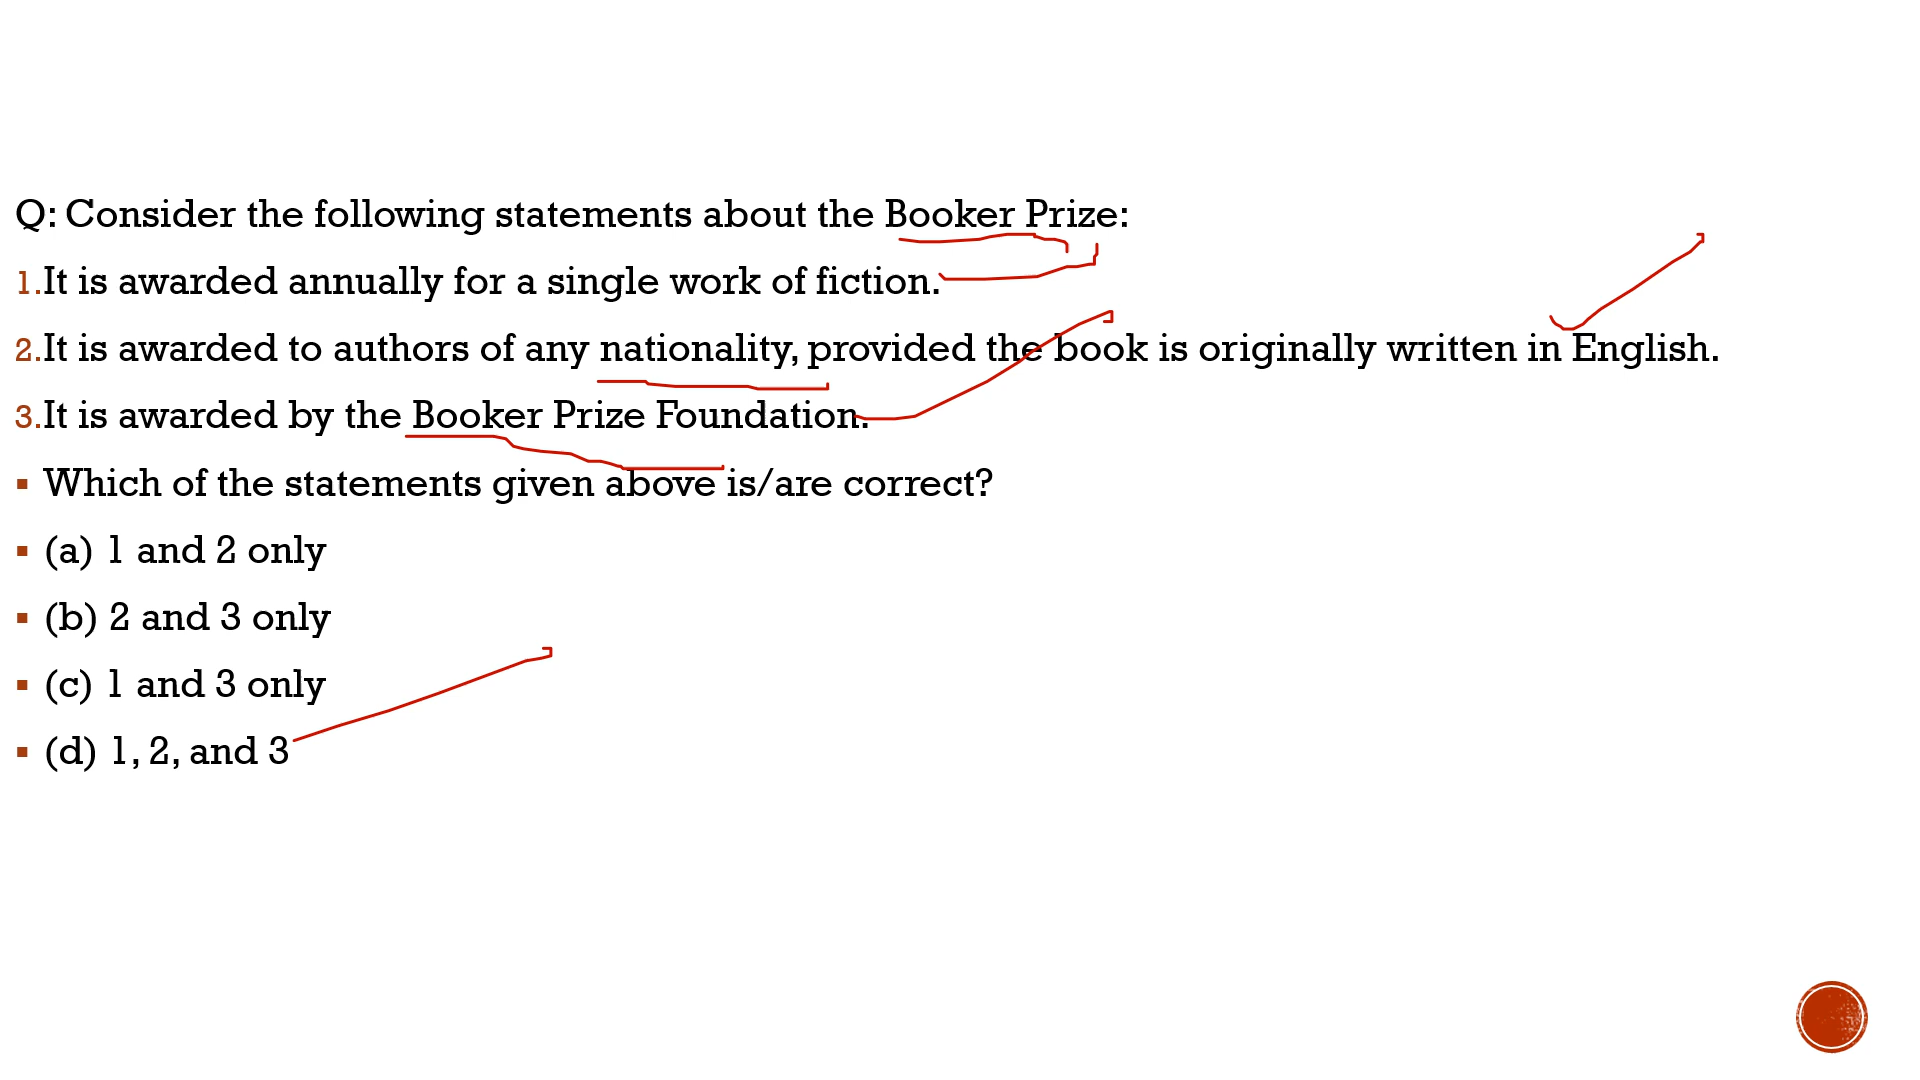 Q: Consider the following statements about the Booker Prize:
1.It is awarded annually for a single work of fiction.
2.It is awarded to authors of any nationality, provided the book is originally written in English.
3.It is awarded by the Booker Prize Foundation.
▪ Which of the statements given above is/are correct?
▪ (a) 1 and 2 only
▪ (b) 2 and 3 only
▪ (c) 1 and 3 only
▪ (d) 1, 2, and 3